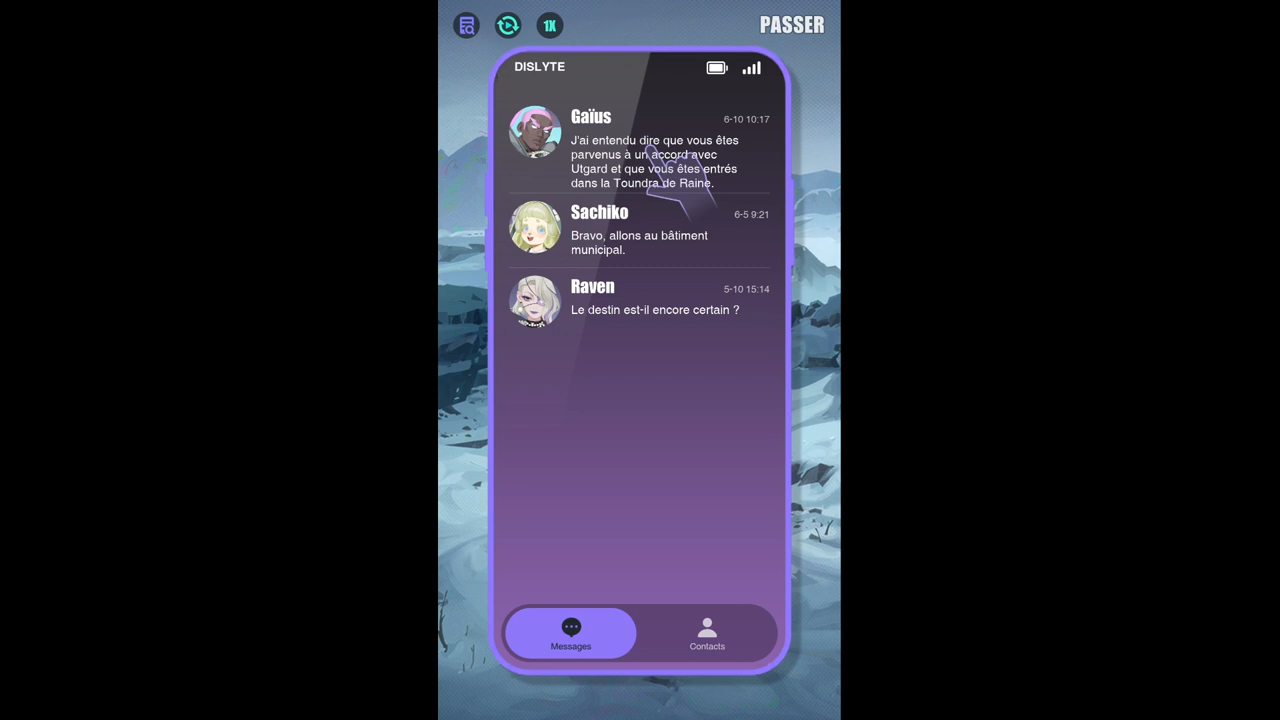 1X
PASSER
DISLYTE
Gaïus
6-10 10:17
J'ai entendu dire que vous êtes
parvenus à un accord avec
Utgard et que vous êtes entrés
dans la Toundra de Raine.
Sachiko
6-5 9:21
Bravo, allons au bâtiment
municipal.
Raven
5-10 15:14
Le destin est-il encore certain ?
Messages
Contacts